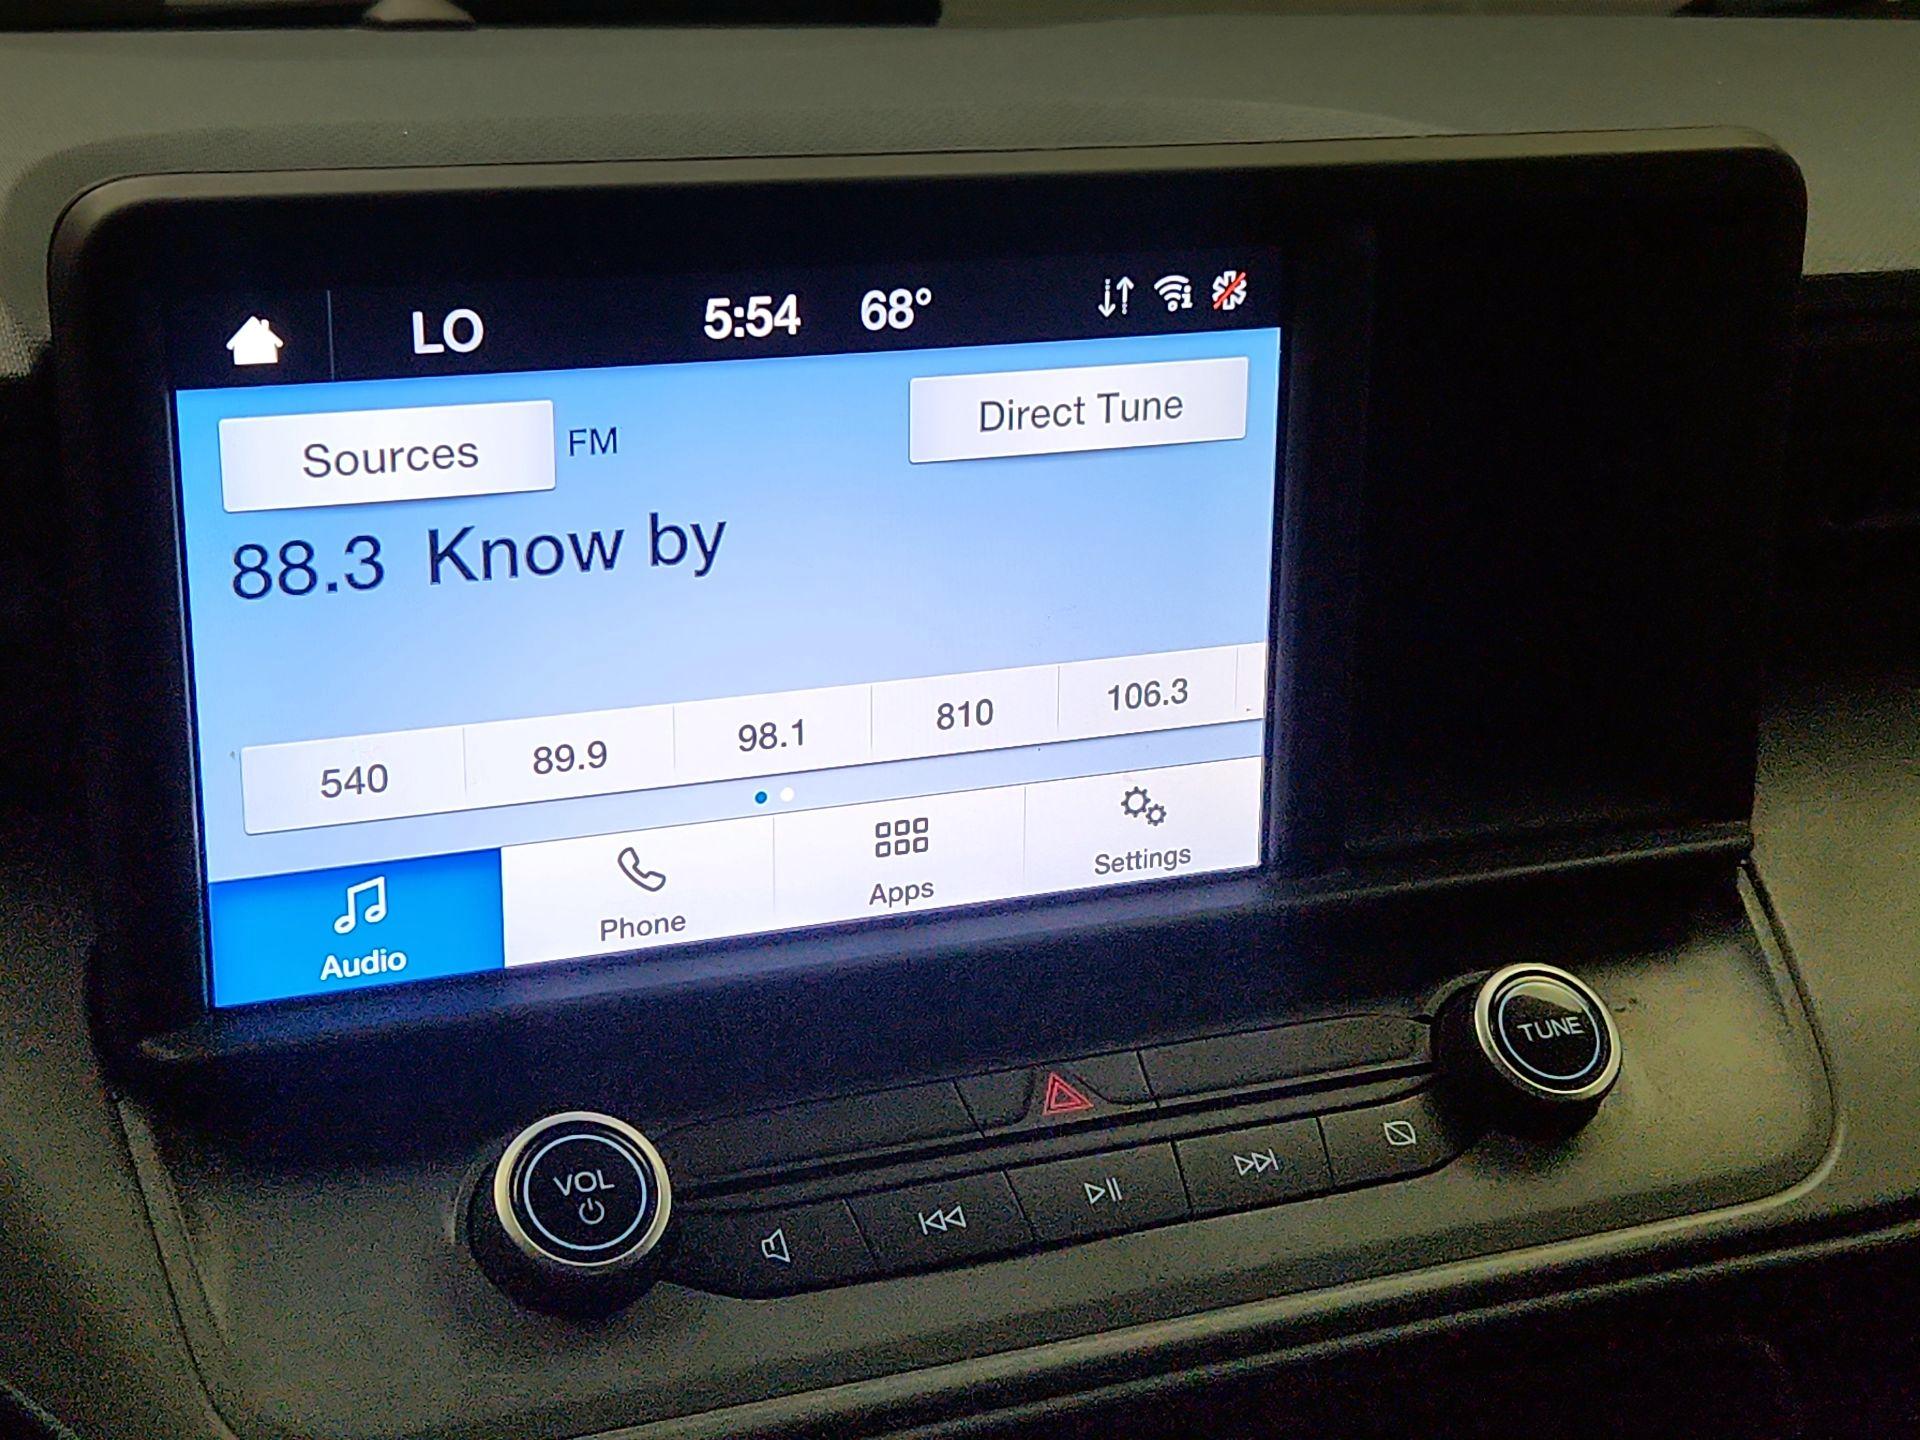 LO 5:54 68°
Sources FM Direct Tune
88.3 Know by
540 89.9 98.1 810 106.3
Audio Phone Apps Settings
TUNE
VOL